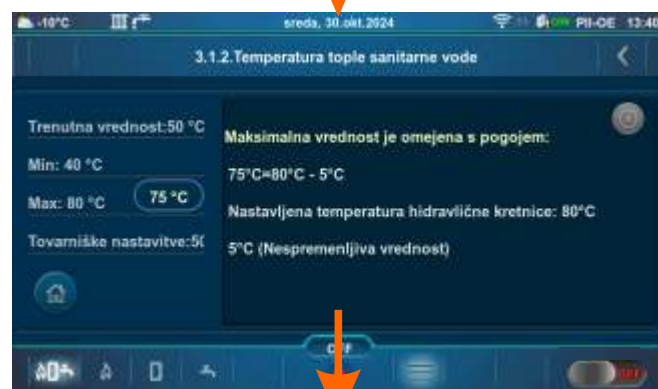 -10°C sreda, 30.okt.2024 PII-OE 13:40
3.1.2.Temperatura tople sanitarne vode
Trenutna vrednost:50 °C
Min: 40 °C
Max: 80 °C 75 °C
Tovarniške nastavitve:50
Maksimalna vrednost je omejena s pogojem:
75°C=80°C - 5°C
Nastavljena temperatura hidravlične kretnice: 80°C
5°C (Nespremenljiva vrednost)
OFF